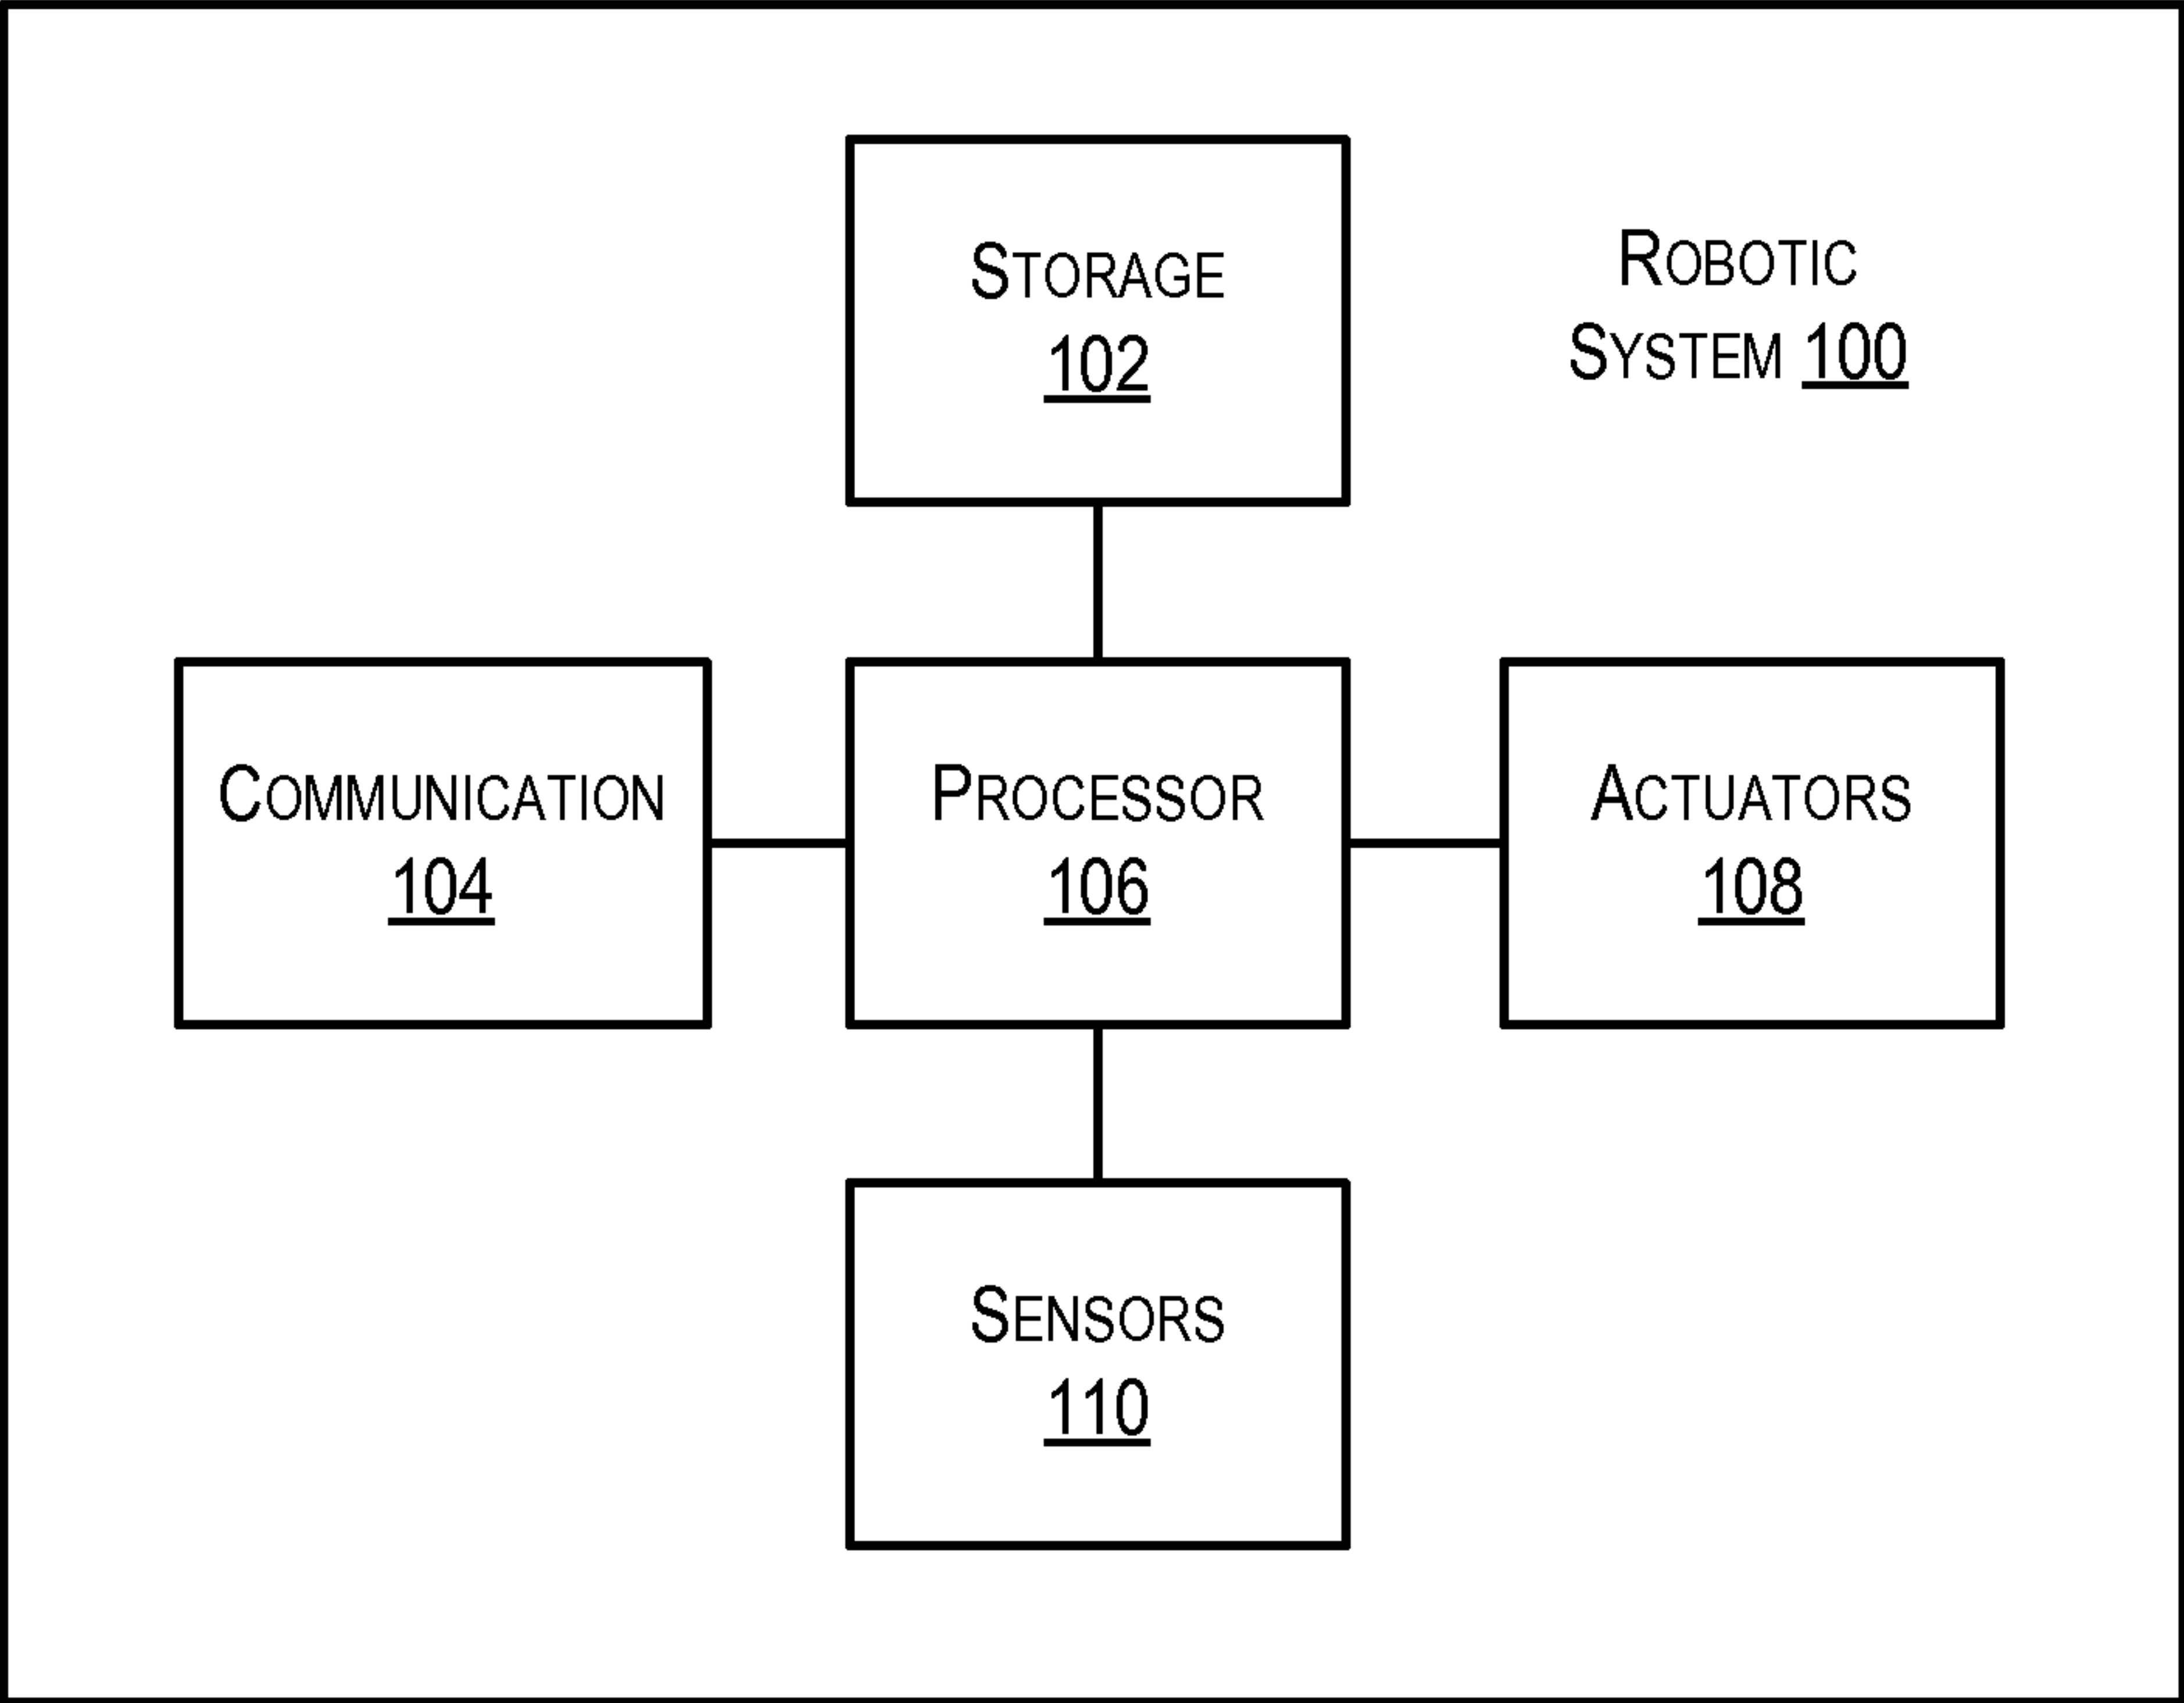 Storage
102
Robotic
System 100
Communication
104
Processor
106
Actuators
108
Sensors
110